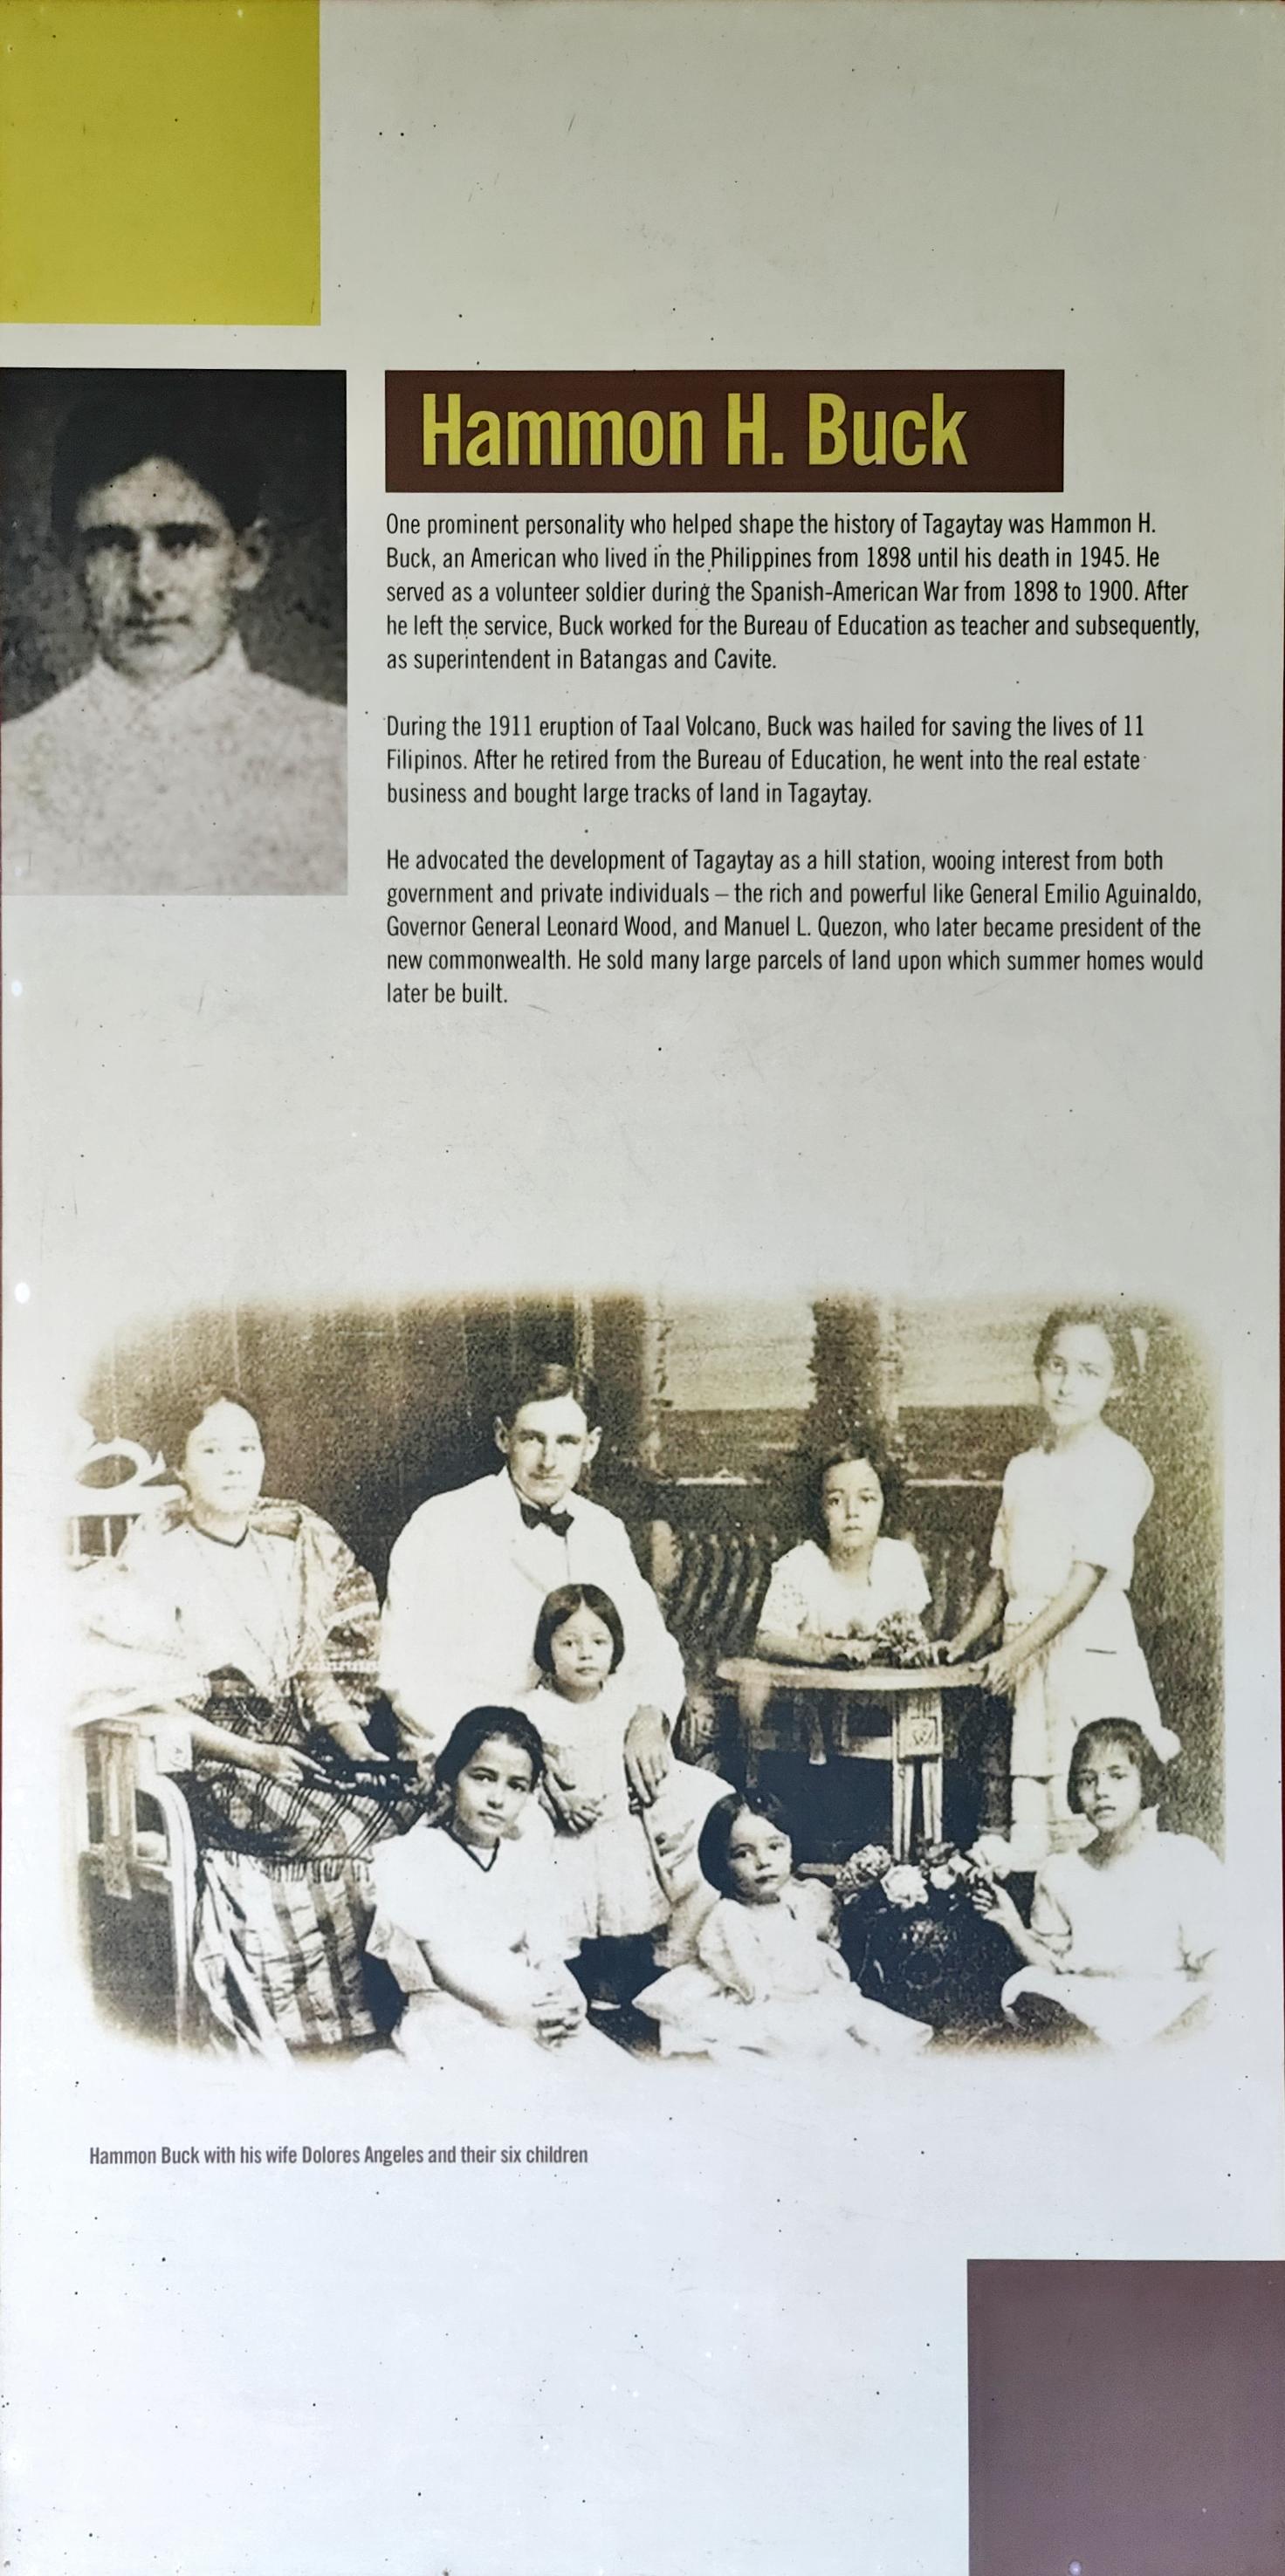 Hammon H. Buck
One prominent personality who helped shape the history of Tagaytay was Hammon H.
Buck, an American who lived in the Philippines from 1898 until his death in 1945. He
served as a volunteer soldier during the Spanish-American War from 1898 to 1900. After
he left the service, Buck worked for the Bureau of Education as teacher and subsequently,
as superintendent in Batangas and Cavite.
During the 1911 eruption of Taal Volcano, Buck was hailed for saving the lives of 11
Filipinos. After he retired from the Bureau of Education, he went into the real estate
business and bought large tracks of land in Tagaytay.
He advocated the development of Tagaytay as a hill station, wooing interest from both
government and private individuals – the rich and powerful like General Emilio Aguinaldo,
Governor General Leonard Wood, and Manuel L. Quezon, who later became president of the
new commonwealth. He sold many large parcels of land upon which summer homes would
later be built.
Hammon Buck with his wife Dolores Angeles and their six children